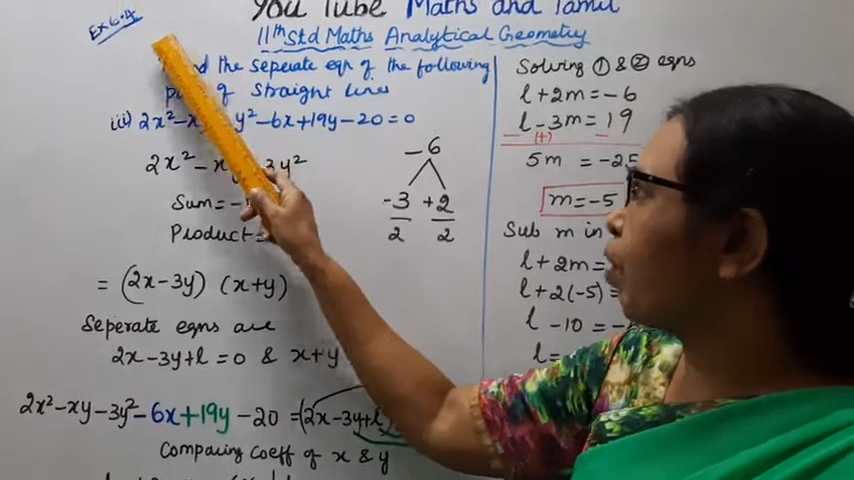 Ex 6.4
You Tube Maths and Tamil
11th Std Maths Analytical Geometry
the Seperate eqn of the following
of Straight lines
iii) 2x² - x y² - 6x + 19y - 20 = 0
2x² - 3y²
Sum = -
Product =
= (2x - 3y) (x + y)
Seperate eqns are
2x - 3y + l = 0 & x + y
2x² - xy - 3y² - 6x + 19y - 20 = (2x - 3y + l
Comparing Coeff of x & y
-6
-3 +2
2 2
Solving ① & ② eqns
l + 2m = -6
l - 3m = 19
- (+) -
5m = -25
m = -5
Sub m in
l + 2m =
l + 2(-5) =
l - 10 = -
l =